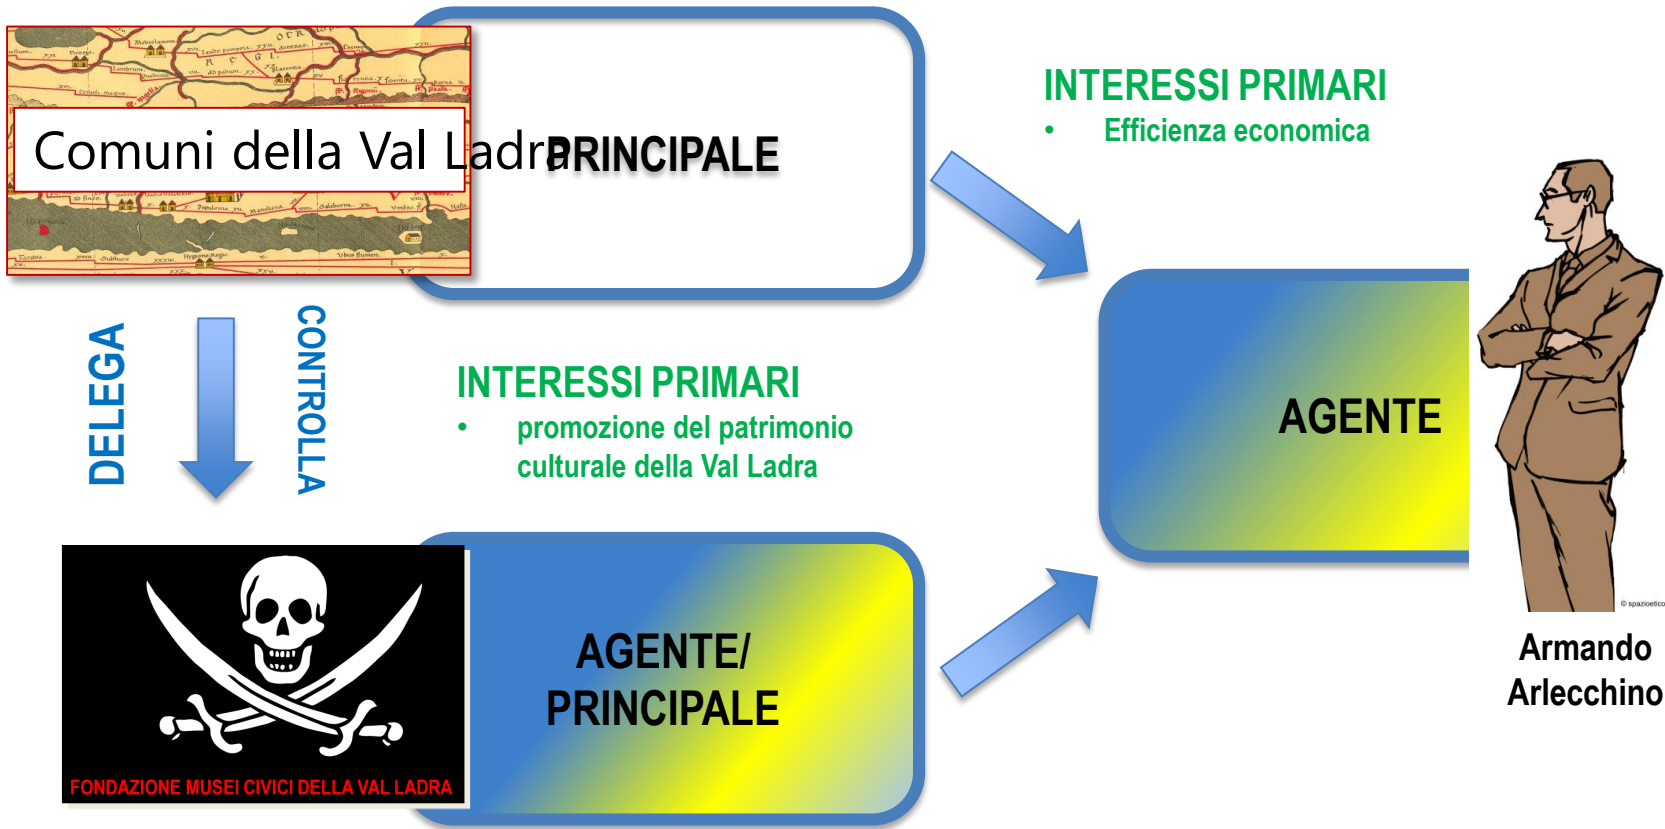 Comuni della Val Ladra
PRINCIPALE
INTERESSI PRIMARI
• Efficienza economica
DELEGA
CONTROLLA
INTERESSI PRIMARI
• promozione del patrimonio
culturale della Val Ladra
AGENTE
© spazioetico
Armando
Arlecchino
AGENTE/
PRINCIPALE
FONDAZIONE MUSEI CIVICI DELLA VAL LADRA